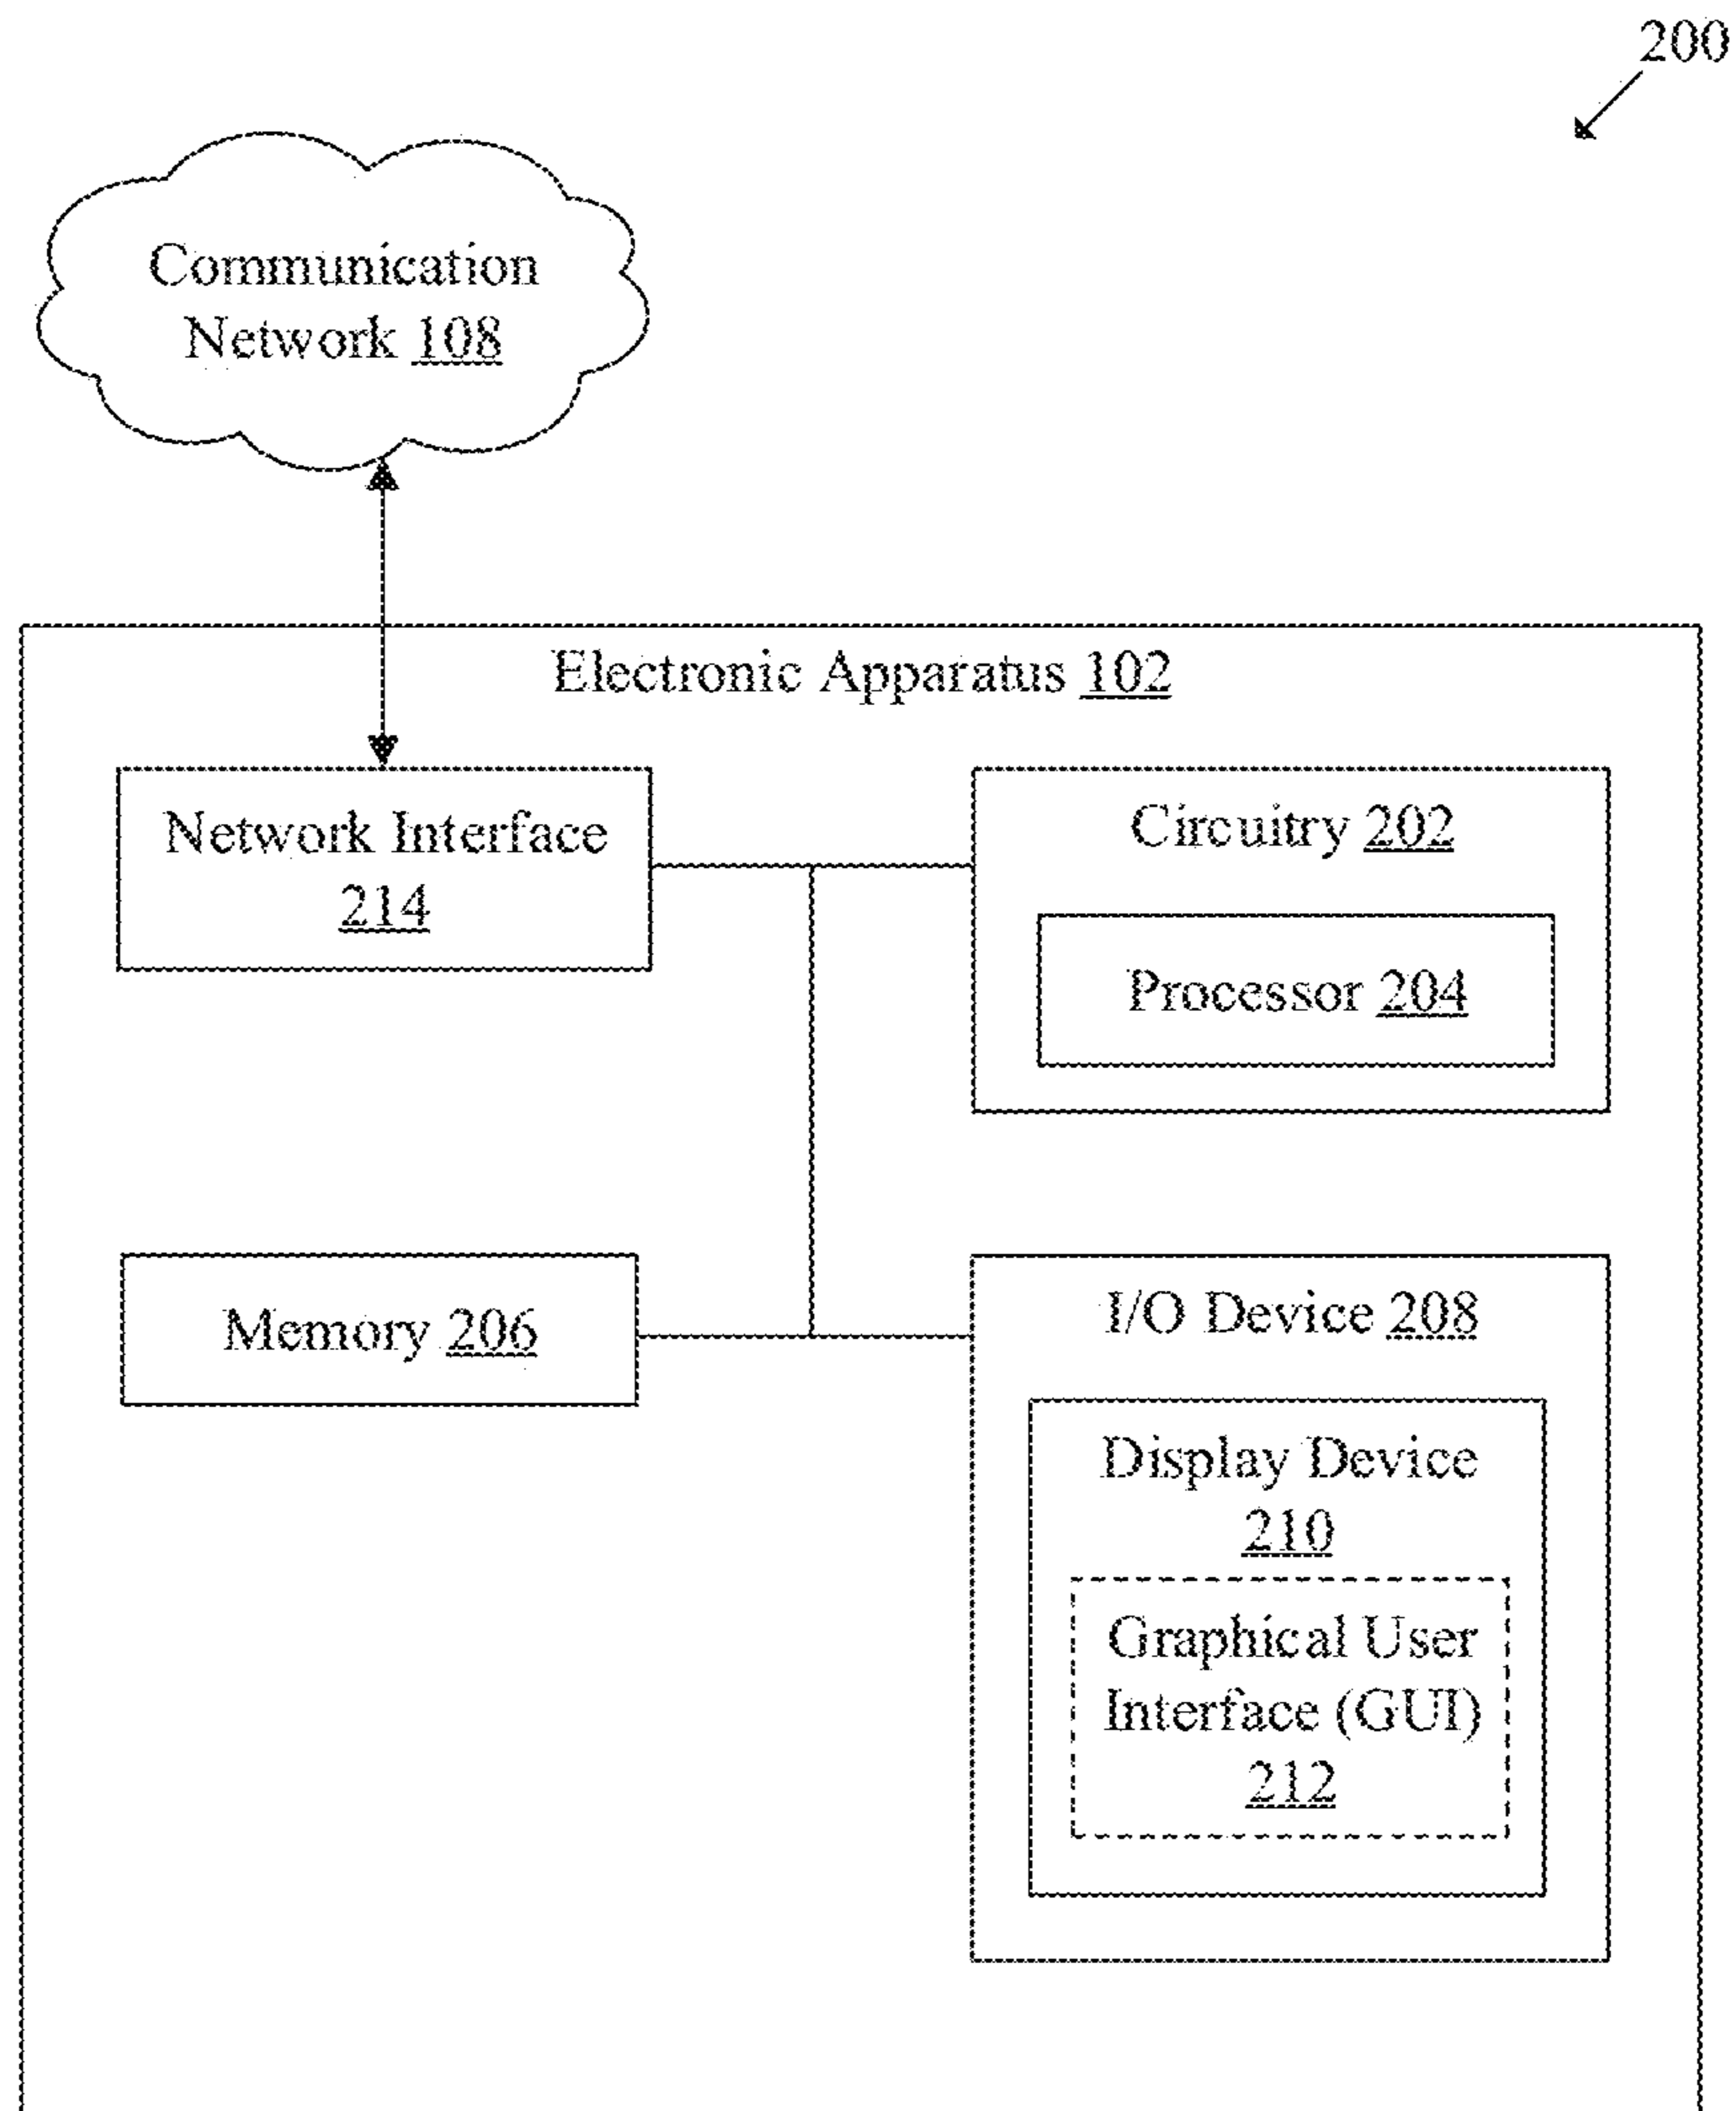 200
Communication
Network 108
Electronic Apparatus 102
Network Interface
214
Circuitry 202
Processor 204
Memory 206
I/O Device 208
Display Device
210
Graphical User
Interface (GUI)
212